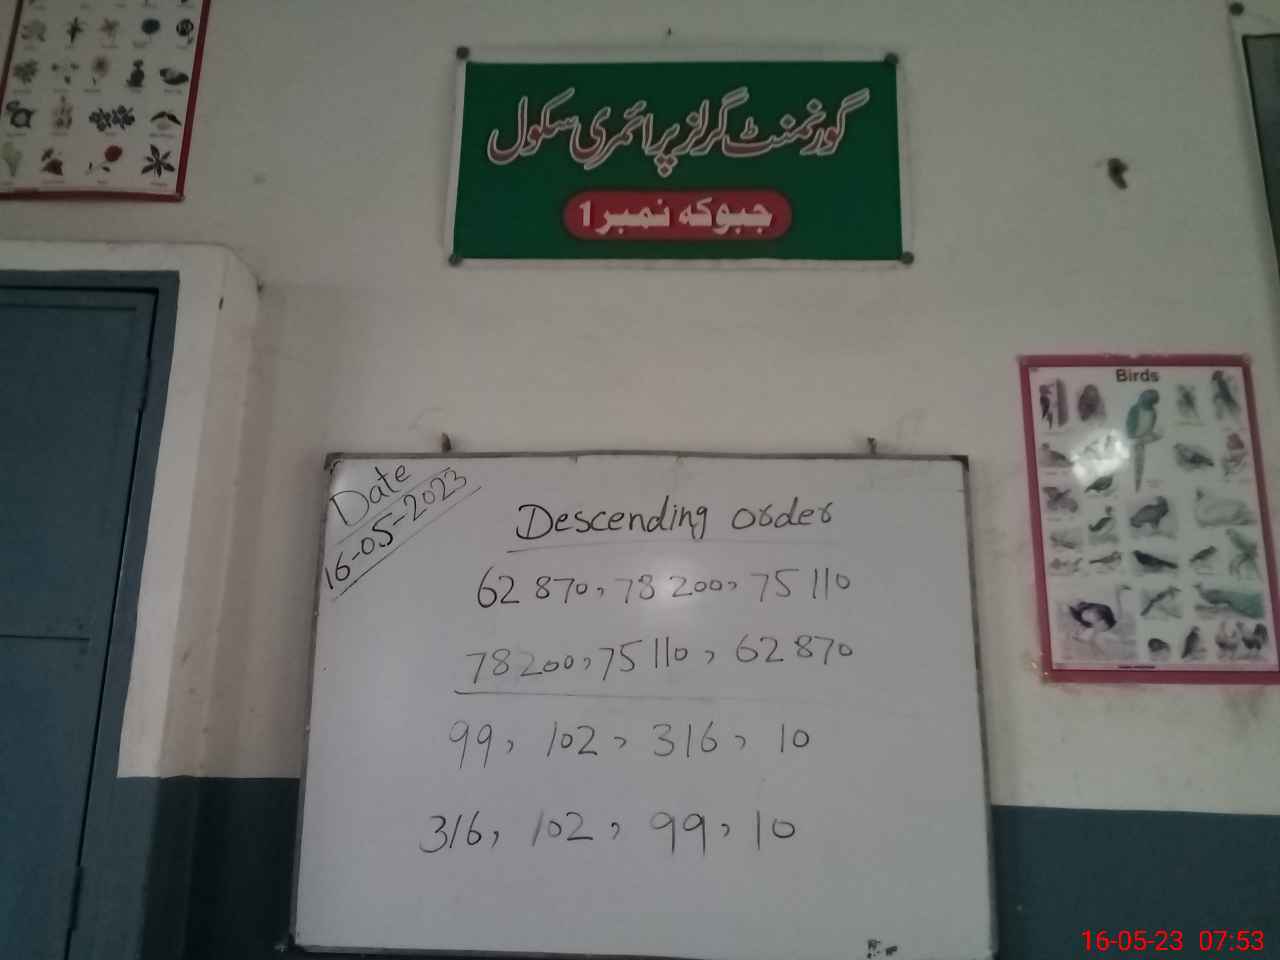 گورنمنٹ گرلز پرائمری سکول
جبوکہ نمبر 1
Birds
Date
16-05-2023
Descending order
62 870, 78 200, 75 110
78 200, 75 110, 62 870
99, 102, 316, 10
316, 102, 99, 10
16-05-23 07:53